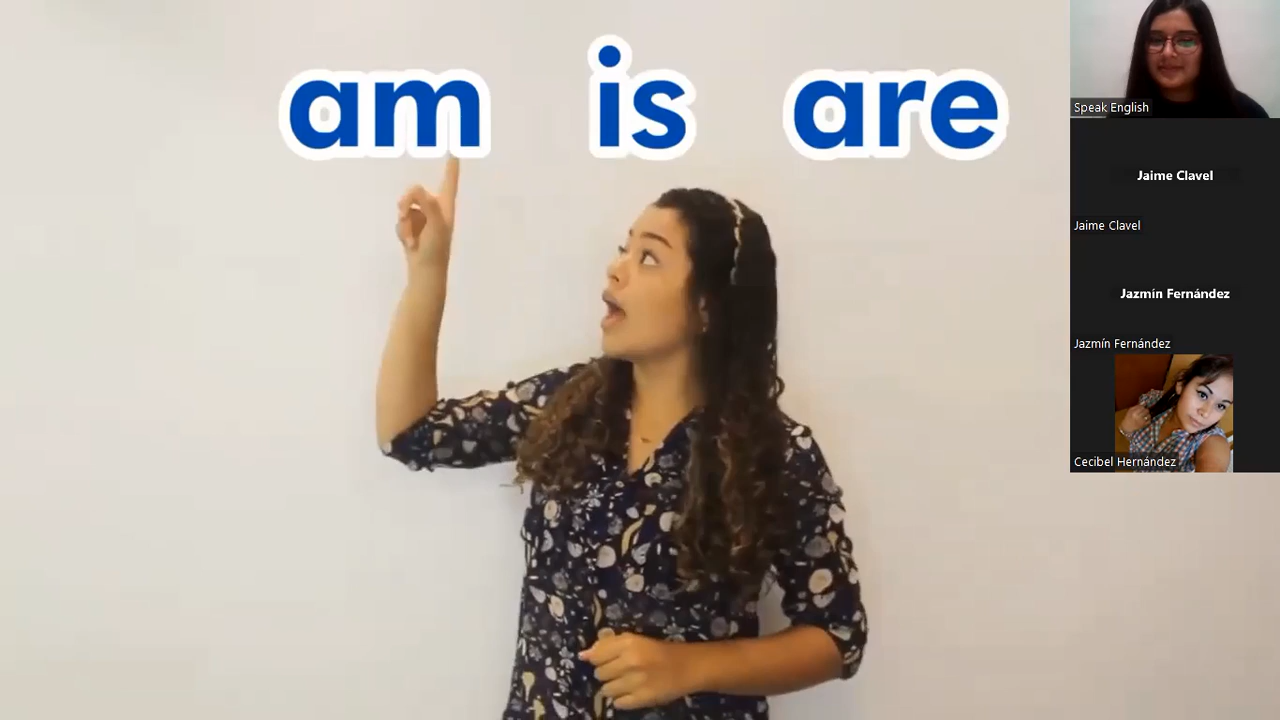 am is are
Speak English
Jaime Clavel
Jaime Clavel
Jazmín Fernández
Jazmín Fernández
Cecibel Hernández